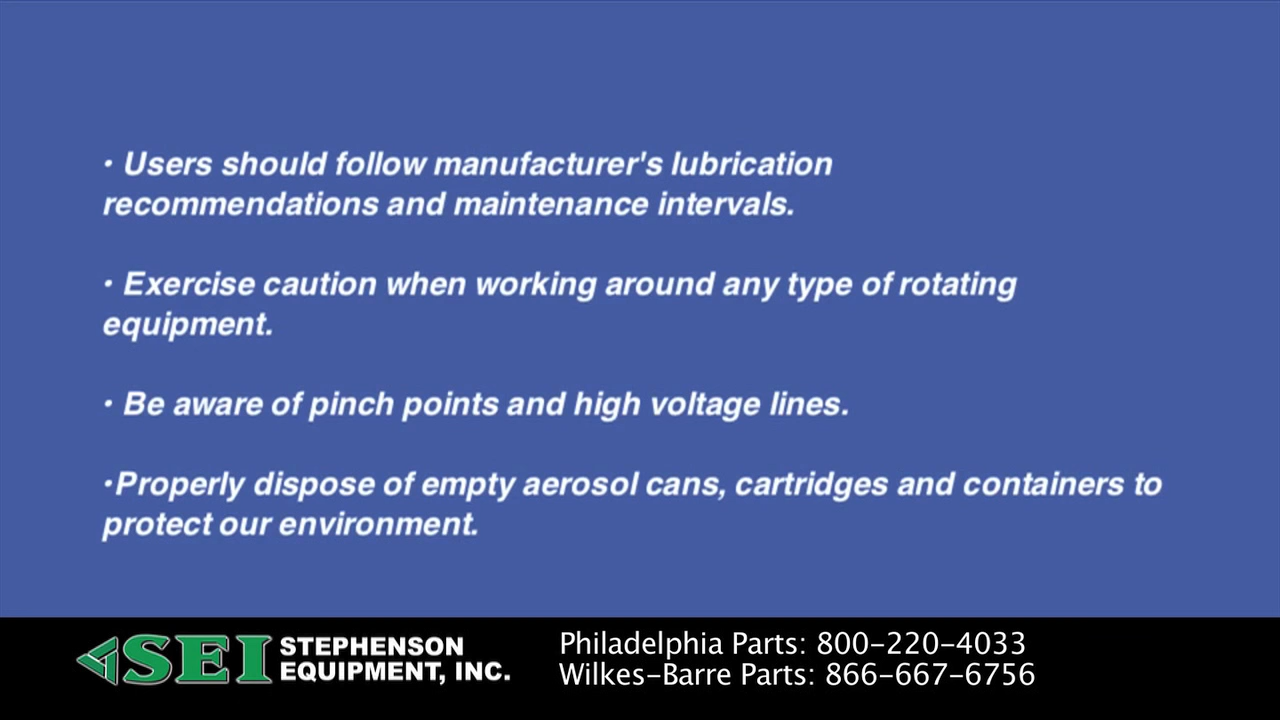 • Users should follow manufacturer's lubrication
recommendations and maintenance intervals.
• Exercise caution when working around any type of rotating
equipment.
• Be aware of pinch points and high voltage lines.
•Properly dispose of empty aerosol cans, cartridges and containers to
protect our environment.
SEI STEPHENSON
EQUIPMENT, INC.
Philadelphia Parts: 800-220-4033
Wilkes-Barre Parts: 866-667-6756